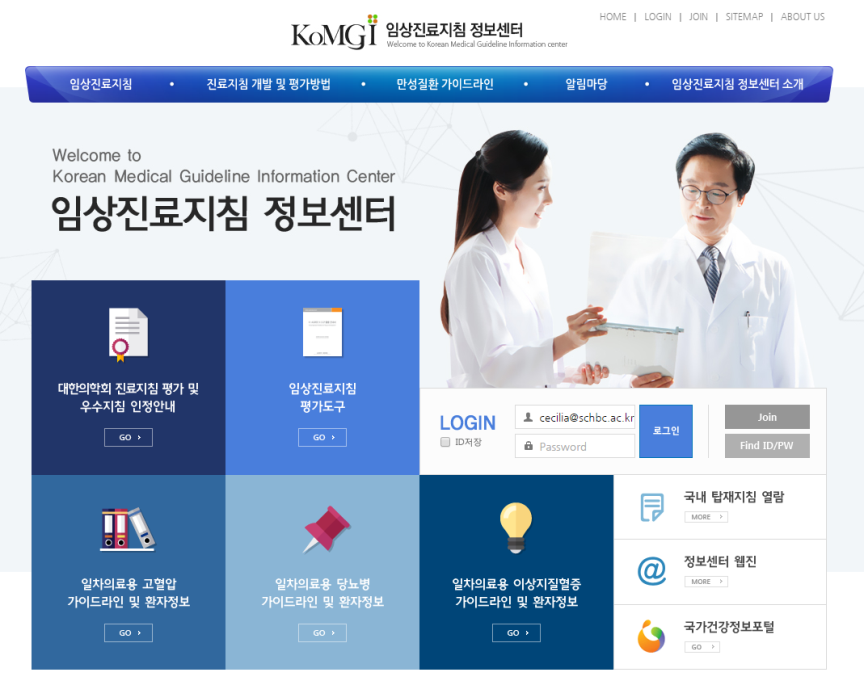 HOME | LOGIN | JOIN | SITEMAP | ABOUT US
KoMGI 임상진료지침 정보센터
Welcome to Korean Medical Guideline Information center
임상진료지침 • 진료지침 개발 및 평가방법 • 만성질환 가이드라인 • 알림마당 • 임상진료지침 정보센터 소개
Welcome to
Korean Medical Guideline Information Center
임상진료지침 정보센터
대한의학회 진료지침 평가 및
우수지침 인정안내
GO ›
임상진료지침
평가도구
GO ›
LOGIN
ID저장
cecilia@schbc.ac.kr
Password
로그인
Join
Find ID/PW
일차의료용 고혈압
가이드라인 및 환자정보
GO ›
일차의료용 당뇨병
가이드라인 및 환자정보
GO ›
일차의료용 이상지질혈증
가이드라인 및 환자정보
GO ›
국내 탑재지침 열람
MORE ›
@
정보센터 웹진
MORE ›
국가건강정보포털
GO ›